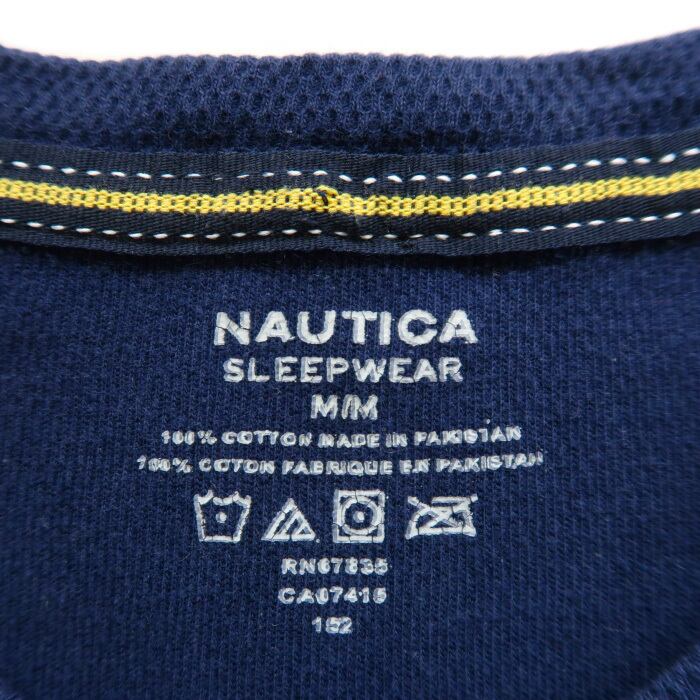 NAUTICA
SLEEPWEAR
M/M
100% COTTON MADE IN PAKISTAN
100% COTON FABRIQUE EN PAKISTAN
RN67835
CA07415
152